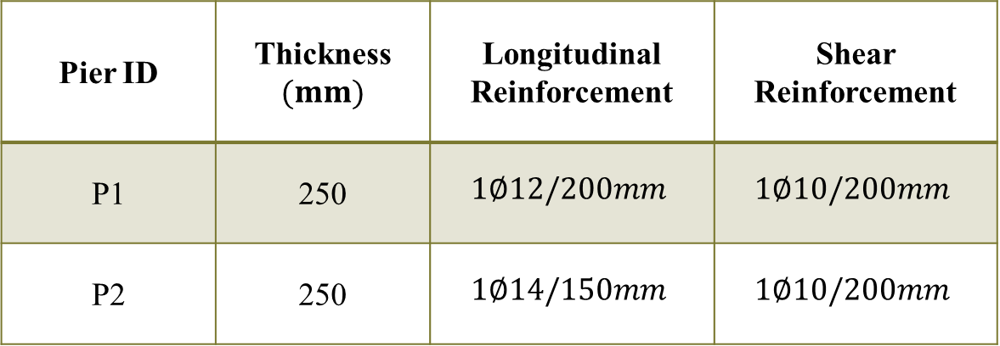 Pier ID
Thickness
(mm)
Longitudinal
Reinforcement
Shear
Reinforcement
P1
250
1Ø12/200mm
1Ø10/200mm
P2
250
1Ø14/150mm
1Ø10/200mm